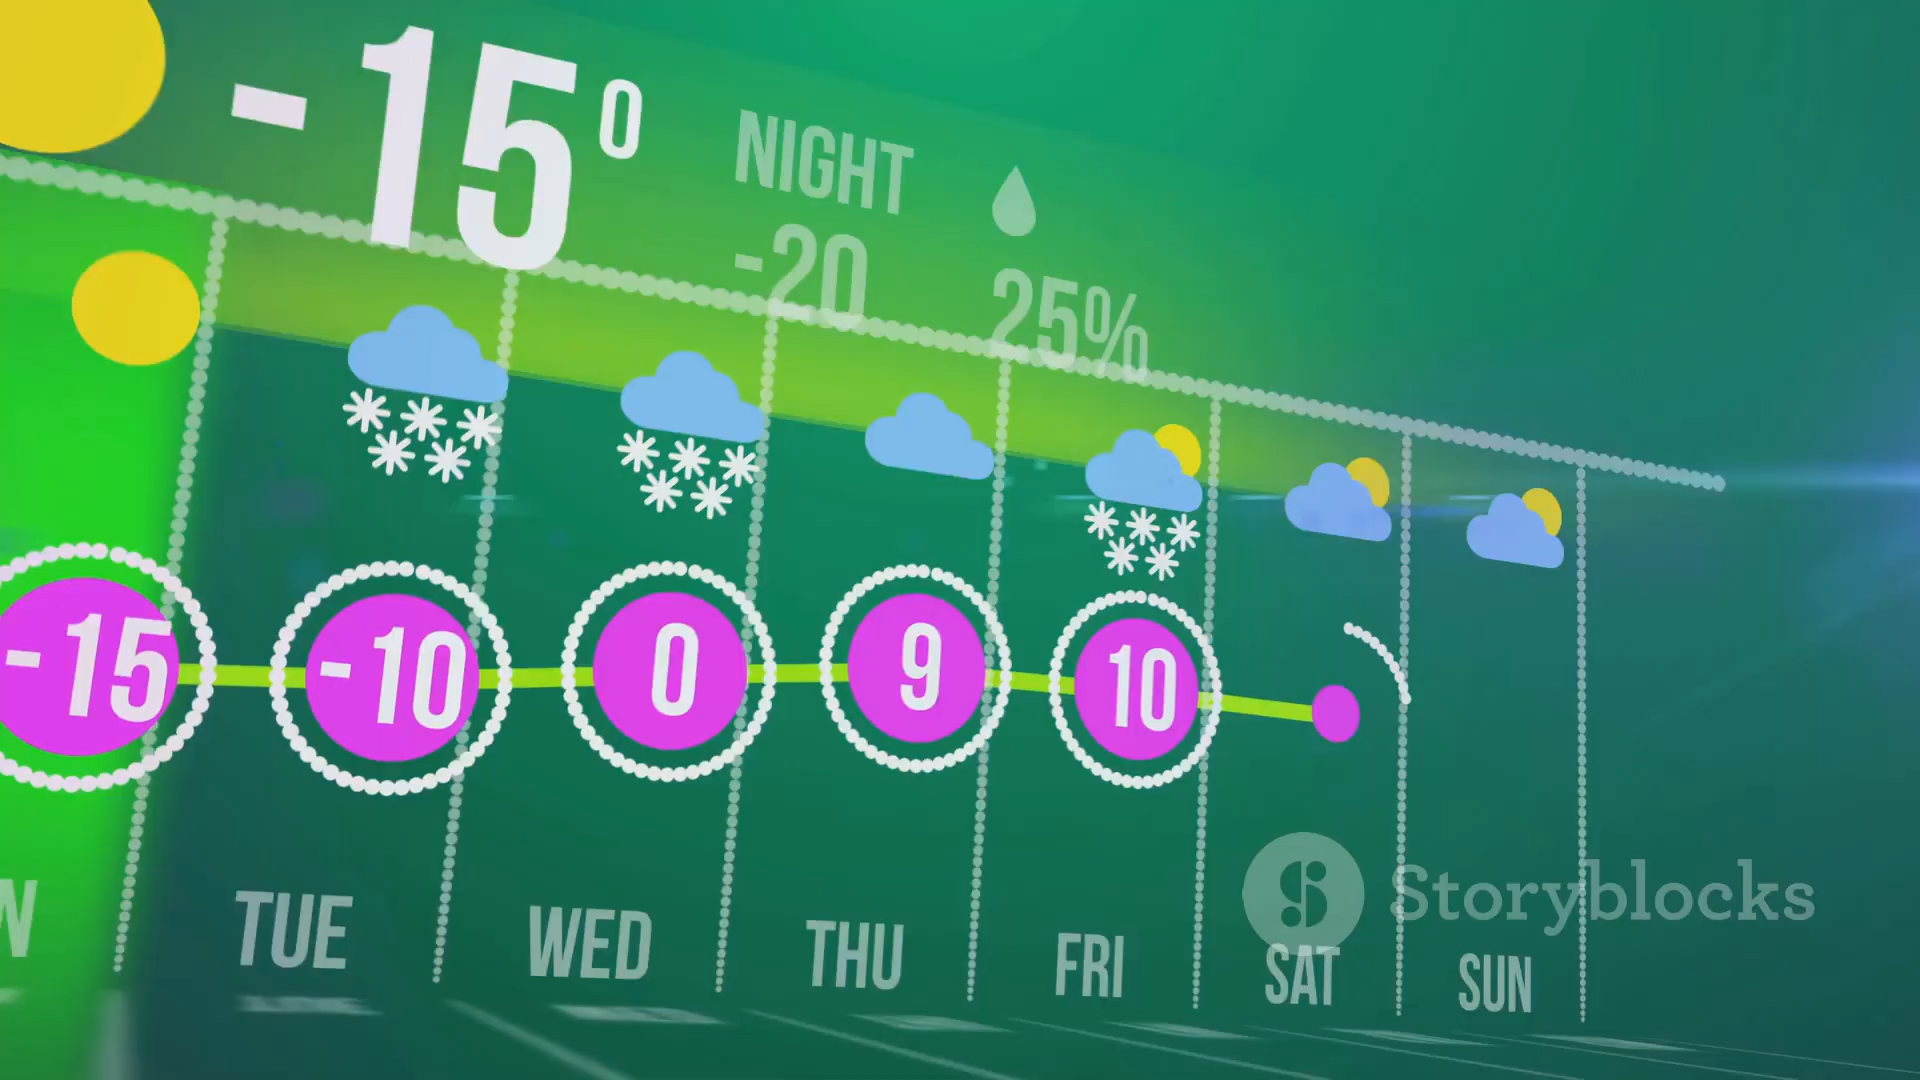 -15°
NIGHT
-20
25%
-15
-10
0
9
10
N
TUE
WED
THU
FRI
SAT
SUN
Storyblocks